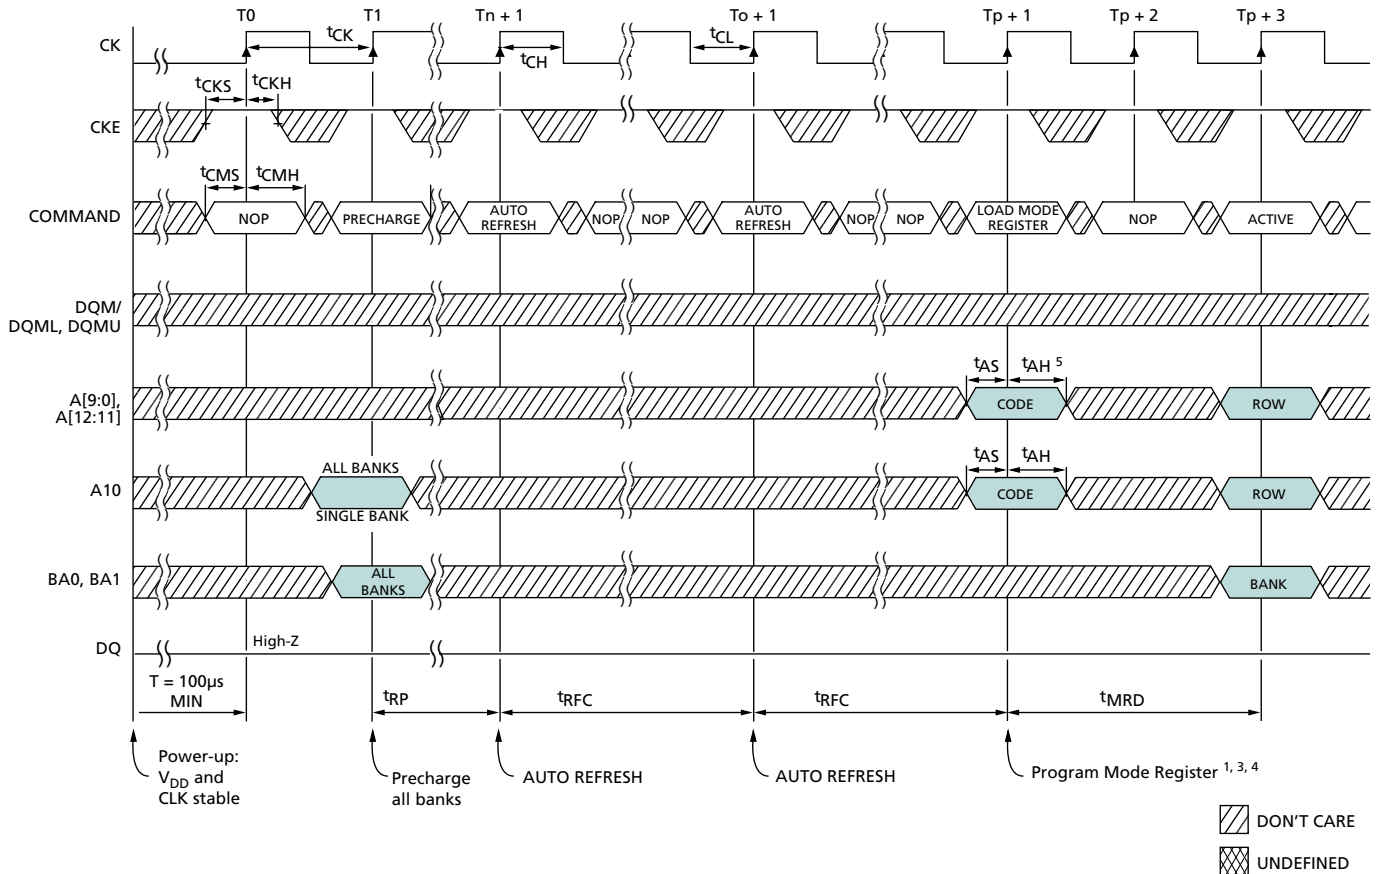 T0 T1 Tn + 1 To + 1 Tp + 1 Tp + 2 Tp + 3
CK tCK tCH tCL
tCKS tCKH
CKE
tCMS tCMH
COMMAND NOP PRECHARGE AUTO REFRESH NOP NOP AUTO REFRESH NOP NOP LOAD MODE REGISTER NOP ACTIVE
DQM/
DQML, DQMU
tAS tAH 5
A[9:0],
A[12:11]
CODE ROW
ALL BANKS tAS tAH
A10 CODE ROW
SINGLE BANK
BA0, BA1 ALL BANKS BANK
DQ High-Z
T = 100µs
MIN
tRP tRFC tRFC tMRD
Power-up:
VDD and
CLK stable
Precharge
all banks
AUTO REFRESH
AUTO REFRESH
Program Mode Register 1, 3, 4
DON'T CARE
UNDEFINED